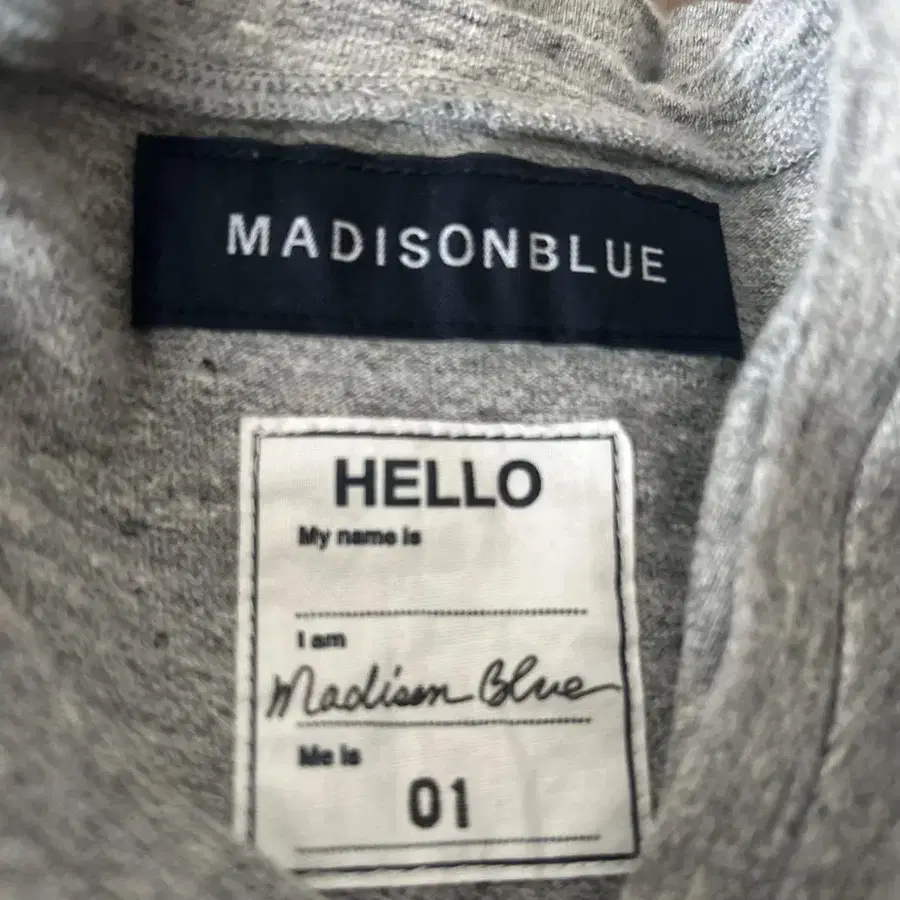 MADISONBLUE
HELLO
My name is
I am
Madison Blue
Me is
01